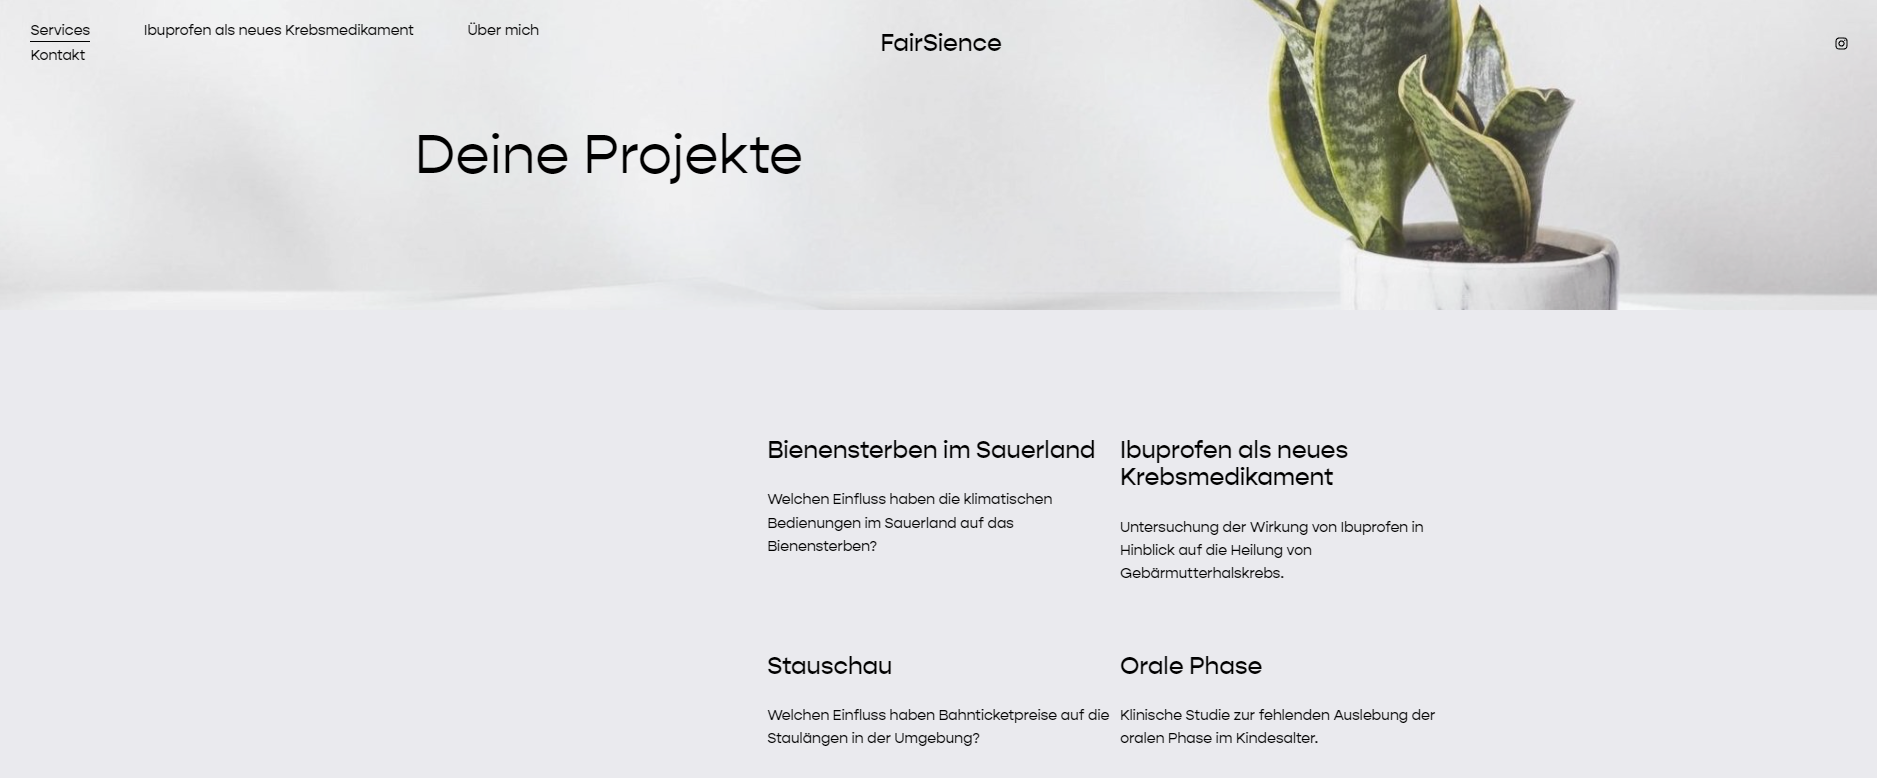 Services
Ibuprofen als neues Krebsmedikament
Über mich
Kontakt
FairSience
Deine Projekte
Bienensterben im Sauerland
Welchen Einfluss haben die klimatischen
Bedienungen im Sauerland auf das
Bienensterben?
Ibuprofen als neues
Krebsmedikament
Untersuchung der Wirkung von Ibuprofen in
Hinblick auf die Heilung von
Gebärmutterhalskrebs.
Stauschau
Welchen Einfluss haben Bahnticketpreise auf die
Staulängen in der Umgebung?
Orale Phase
Klinische Studie zur fehlenden Auslebung der
oralen Phase im Kindesalter.